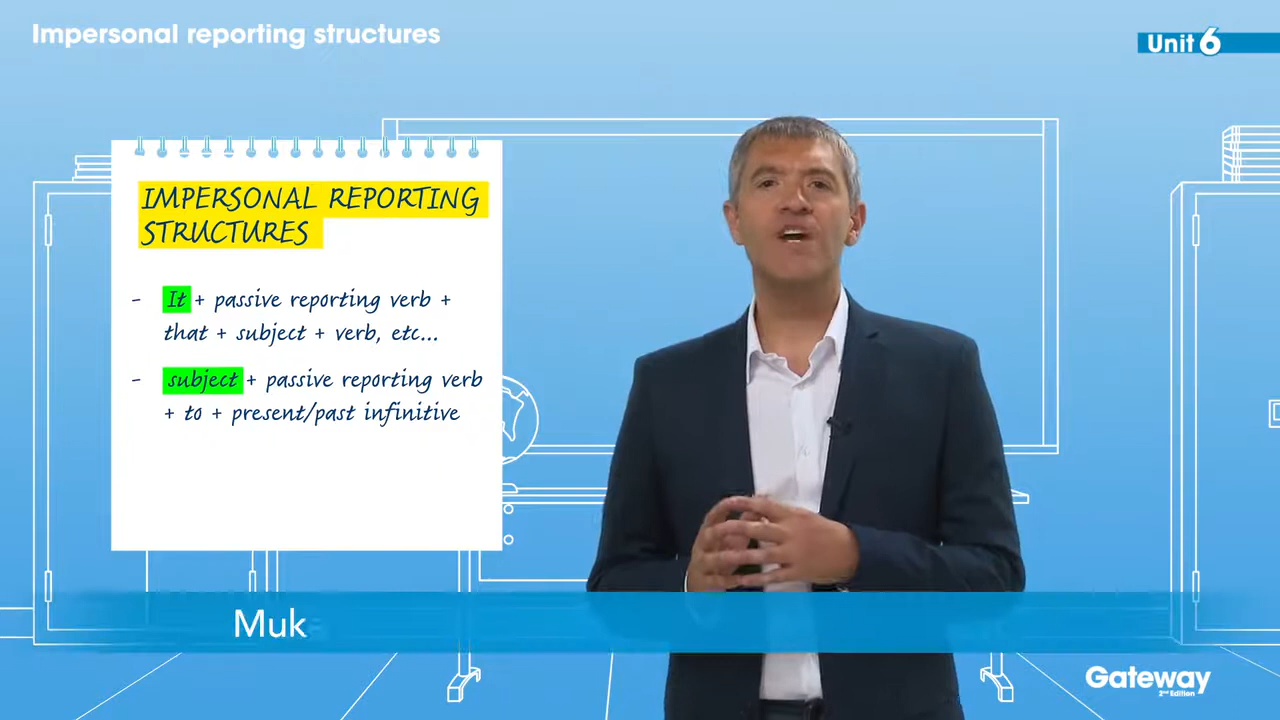 Impersonal reporting structures
Unit 6
IMPERSONAL REPORTING
STRUCTURES
- It + passive reporting verb +
that + subject + verb, etc...
- subject + passive reporting verb
+ to + present/past infinitive
Muk
Gateway
2nd Edition